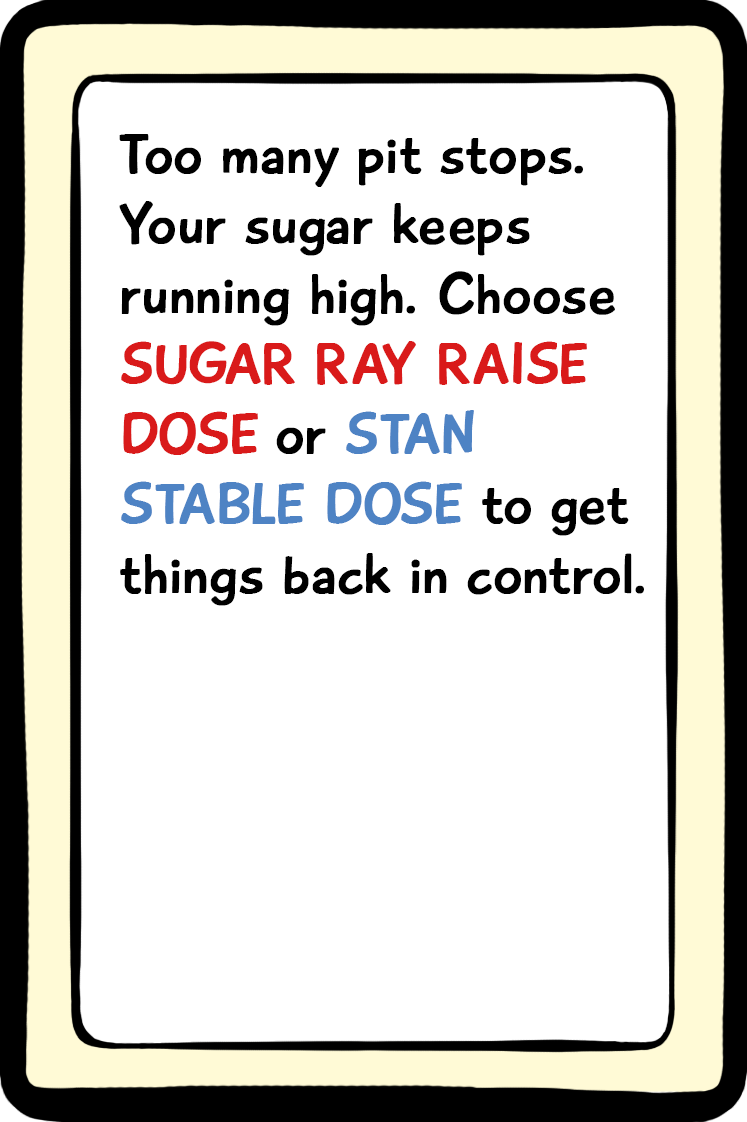 Too many pit stops.
Your sugar keeps
running high. Choose
SUGAR RAY RAISE
DOSE or STAN
STABLE DOSE to get
things back in control.